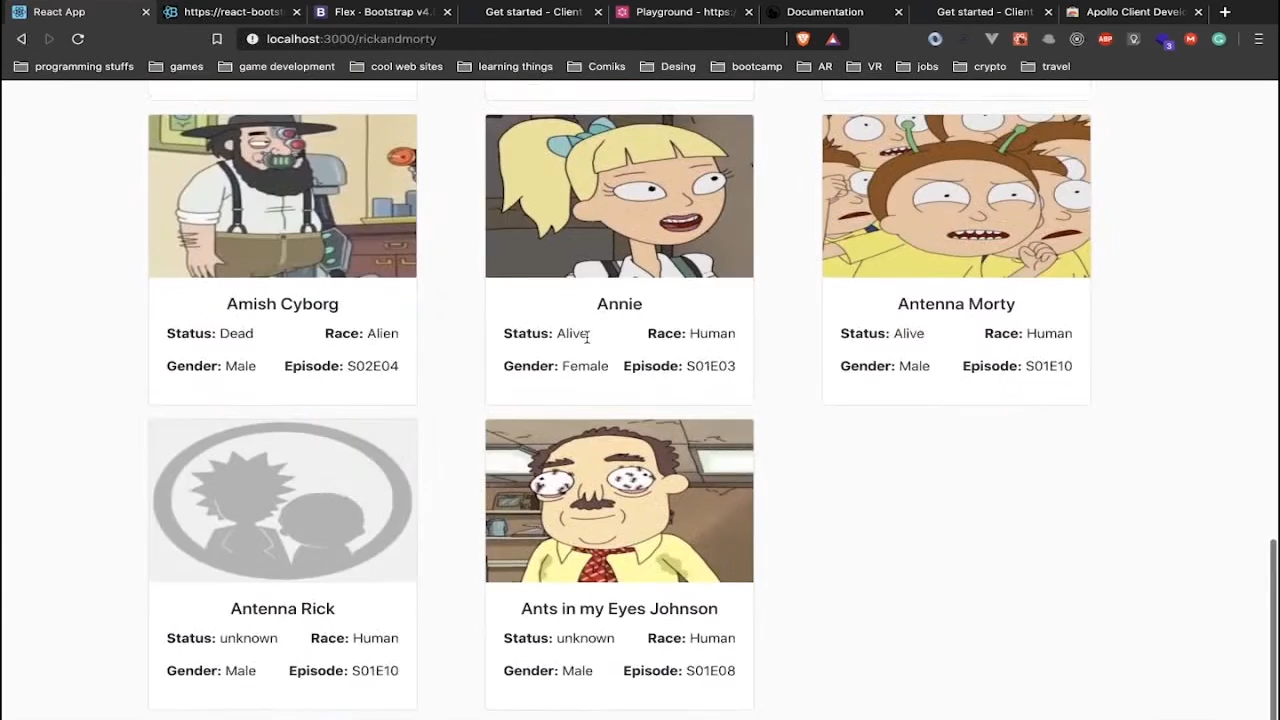 React App
https://react-bootst
Flex · Bootstrap v4.
Get started - Client
Playground - https:/
Documentation
Get started - Client
Apollo Client Devel
localhost:3000/rickandmorty
programming stuffs
games
game development
cool web sites
learning things
Comiks
Desing
bootcamp
AR
VR
jobs
crypto
travel
Amish Cyborg
Status: Dead Race: Alien
Gender: Male Episode: S02E04
Annie
Status: Alive Race: Human
Gender: Female Episode: S01E03
Antenna Morty
Status: Alive Race: Human
Gender: Male Episode: S01E10
Antenna Rick
Status: unknown Race: Human
Gender: Male Episode: S01E10
Ants in my Eyes Johnson
Status: unknown Race: Human
Gender: Male Episode: S01E08